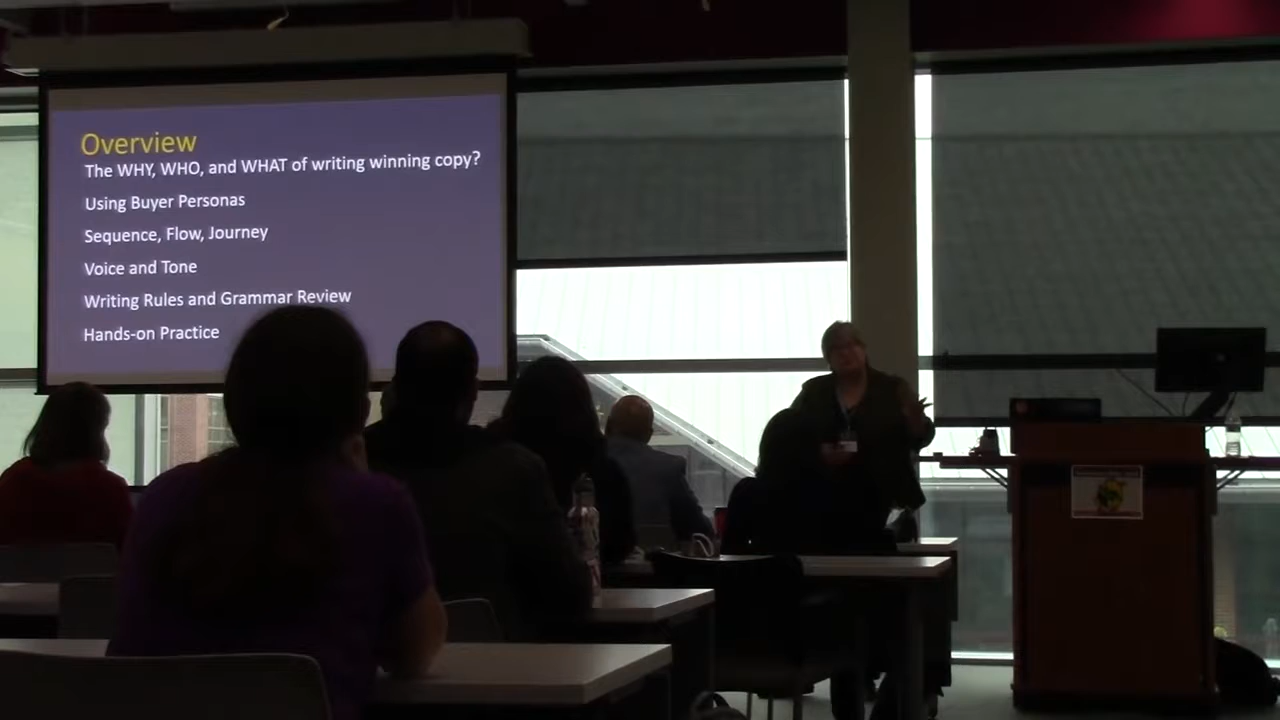 Overview
The WHY, WHO, and WHAT of writing winning copy?
Using Buyer Personas
Sequence, Flow, Journey
Voice and Tone
Writing Rules and Grammar Review
Hands-on Practice